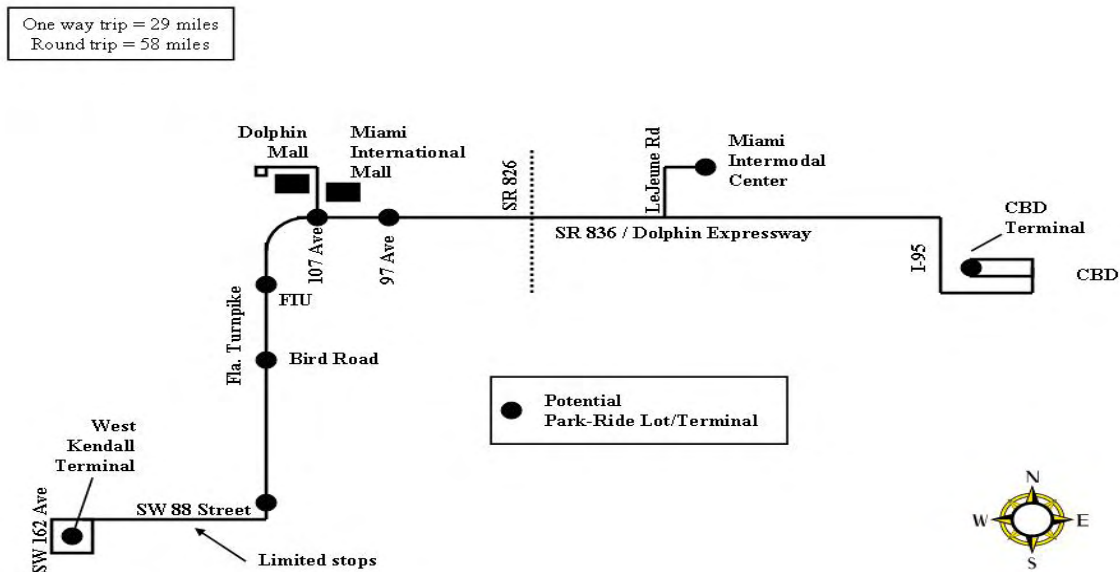 One way trip = 29 miles
Round trip = 58 miles
Dolphin
Mall
Miami
International
Mall
SR 826
LeJeune Rd
Miami
Intermodal
Center
107 Ave
97 Ave
SR 836 / Dolphin Expressway
I-95
CBD
Terminal
CBD
FIU
Fla. Turnpike
Bird Road
Potential
Park-Ride Lot/Terminal
West
Kendall
Terminal
SW 162 Ave
SW 88 Street
Limited stops
N
W
E
S